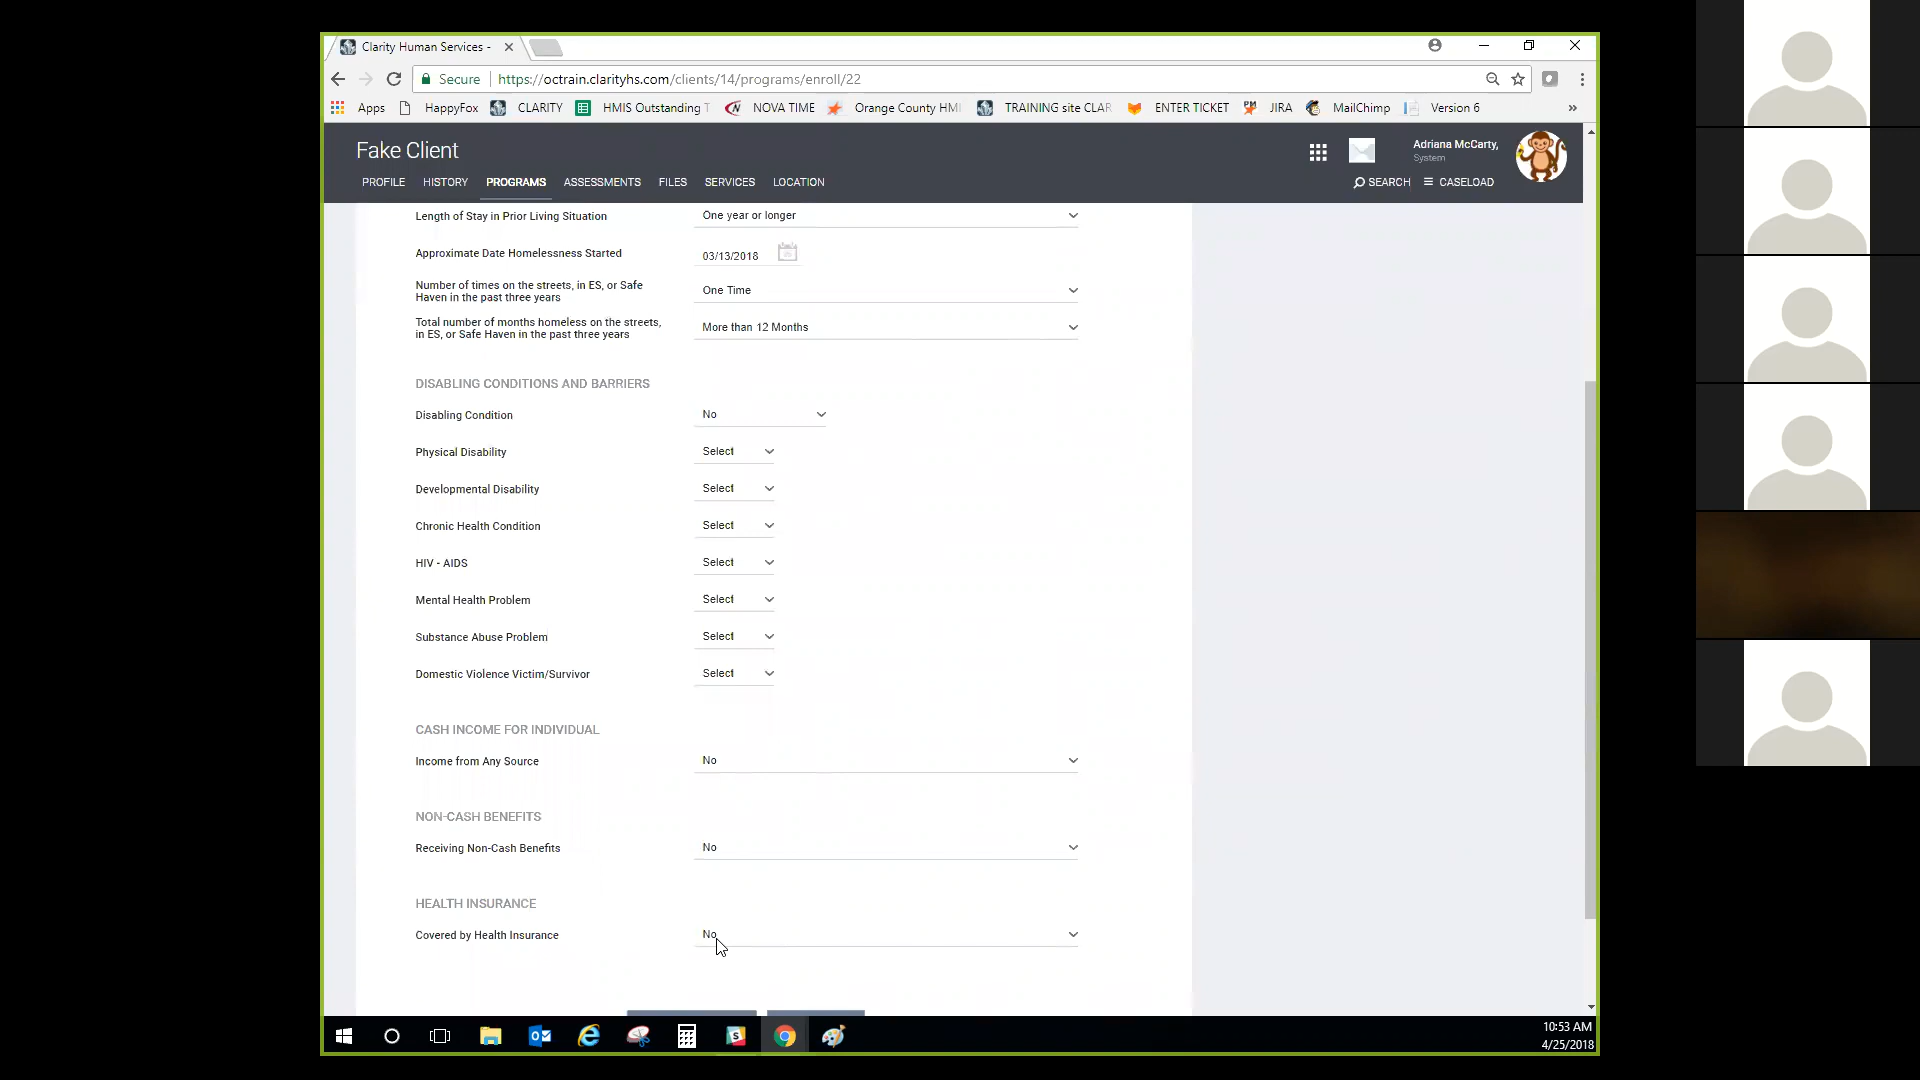 Clarity Human Services -
Secure
https://octrain.clarityhs.com/clients/14/programs/enroll/22
Apps
HappyFox
CLARITY
HMIS Outstanding T
NOVA TIME
Orange County HMI
TRAINING site CLAR
ENTER TICKET
PM
JIRA
MailChimp
Version 6
»
Fake Client
Adriana McCarty,
System
PROFILE
HISTORY
PROGRAMS
ASSESSMENTS
FILES
SERVICES
LOCATION
SEARCH
CASELOAD
Length of Stay in Prior Living Situation
One year or longer
Approximate Date Homelessness Started
03/13/2018
Number of times on the streets, in ES, or Safe
Haven in the past three years
One Time
Total number of months homeless on the streets,
in ES, or Safe Haven in the past three years
More than 12 Months
DISABLING CONDITIONS AND BARRIERS
Disabling Condition
No
Physical Disability
Select
Developmental Disability
Select
Chronic Health Condition
Select
HIV - AIDS
Select
Mental Health Problem
Select
Substance Abuse Problem
Select
Domestic Violence Victim/Survivor
Select
CASH INCOME FOR INDIVIDUAL
Income from Any Source
No
NON-CASH BENEFITS
Receiving Non-Cash Benefits
No
HEALTH INSURANCE
Covered by Health Insurance
No
10:53 AM
4/25/2018